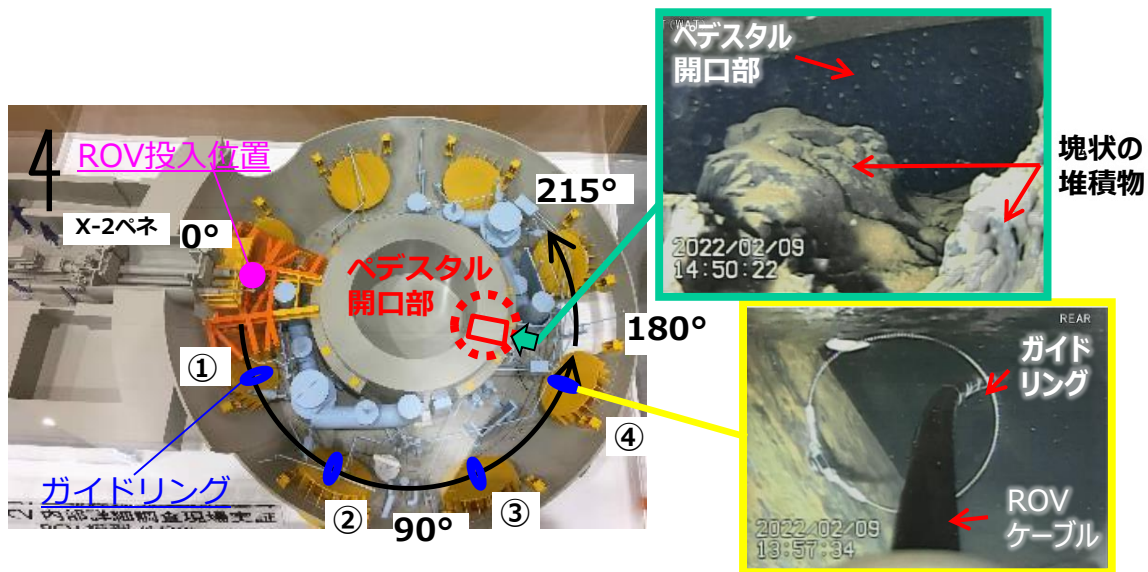 ROV投入位置
X-2ペネ
0°
215°
ペデスタル
開口部
180°
①
②
③
④
90°
ガイドリング
ペデスタル
開口部
塊状の
堆積物
2022/02/09
14:50:22
REAR
ガイド
リング
ROV
ケーブル
2022/02/09
13:57:34